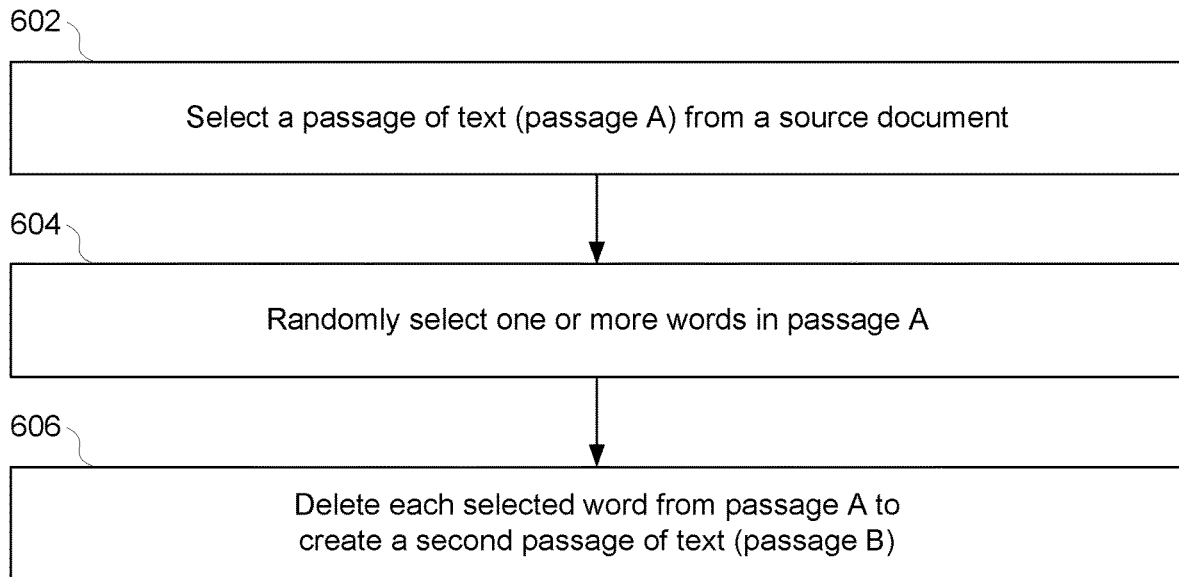 602
Select a passage of text (passage A) from a source document
604
Randomly select one or more words in passage A
606
Delete each selected word from passage A to
create a second passage of text (passage B)